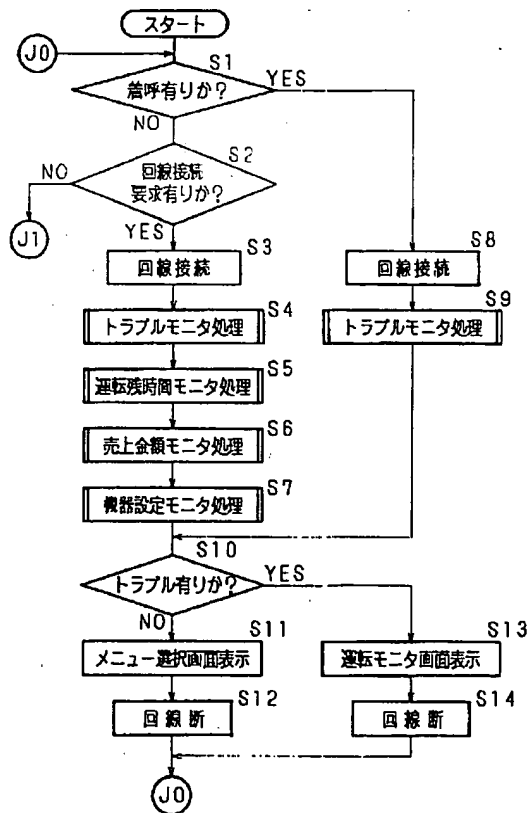 スタート
J0
S1
着呼有りか?
YES
NO
S2
NO
回線接続
要求有りか?
J1
YES
S3
回線接続
S8
回線接続
S4
トラブルモニタ処理
S9
トラブルモニタ処理
S5
運転残時間モニタ処理
S6
売上金額モニタ処理
S7
機器設定モニタ処理
S10
トラブル有りか?
YES
NO
S11
メニュー選択画面表示
S13
運転モニタ画面表示
S12
回線断
S14
回線断
J0